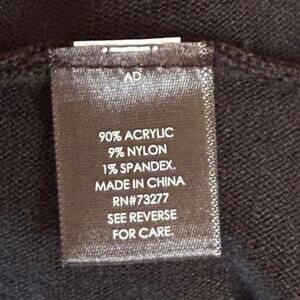 AD
90% ACRYLIC
9% NYLON
1% SPANDEX.
MADE IN CHINA
RN#73277
SEE REVERSE
FOR CARE.